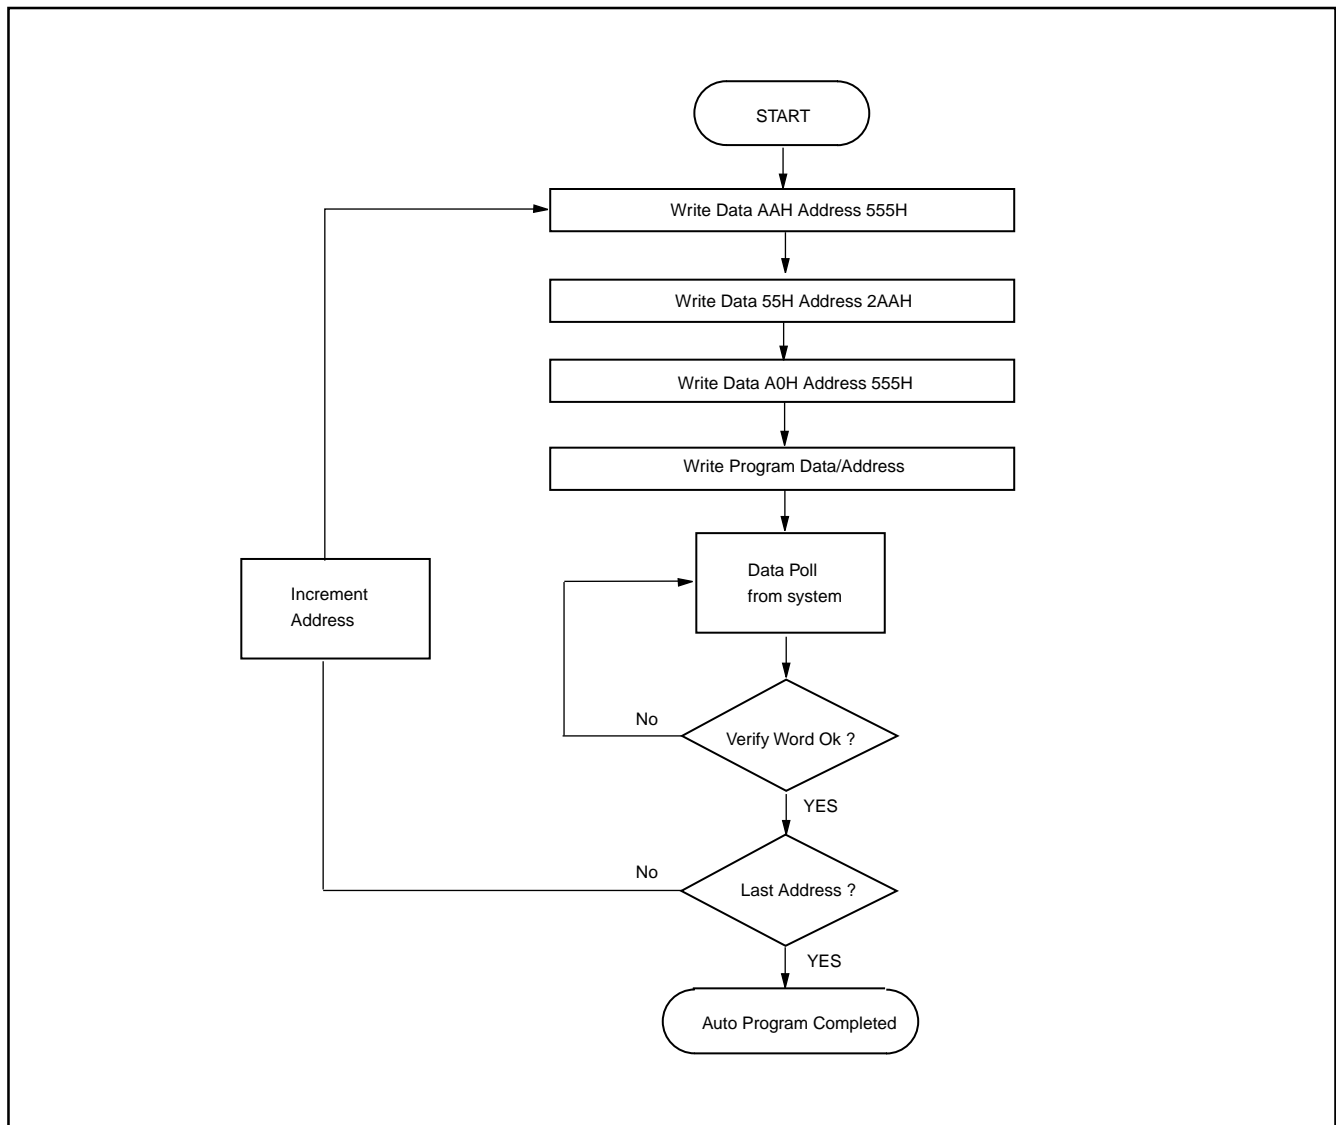 START
Write Data AAH Address 555H
Write Data 55H Address 2AAH
Write Data A0H Address 555H
Write Program Data/Address
Data Poll
from system
Increment
Address
No
Verify Word Ok ?
YES
No
Last Address ?
YES
Auto Program Completed